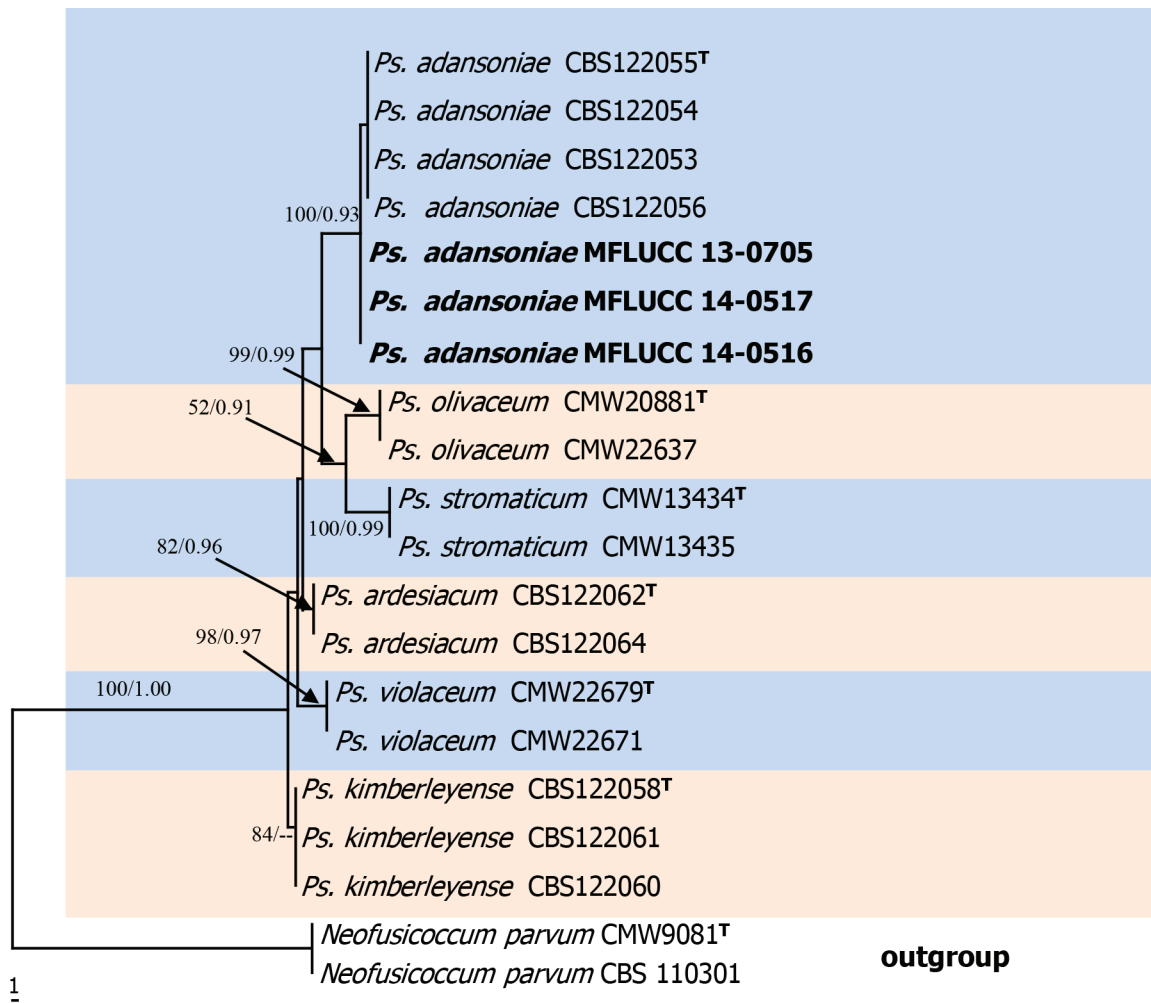 Ps. adansoniae CBS122055T
Ps. adansoniae CBS122054
Ps. adansoniae CBS122053
Ps. adansoniae CBS122056
100/0.93
Ps. adansoniae MFLUCC 13-0705
Ps. adansoniae MFLUCC 14-0517
Ps. adansoniae MFLUCC 14-0516
99/0.99
Ps. olivaceum CMW20881T
52/0.91
Ps. olivaceum CMW22637
Ps. stromaticum CMW13434T
100/0.99
Ps. stromaticum CMW13435
82/0.96
Ps. ardesiacum CBS122062T
Ps. ardesiacum CBS122064
98/0.97
Ps. violaceum CMW22679T
100/1.00
Ps. violaceum CMW22671
Ps. kimberleyense CBS122058T
84/--
Ps. kimberleyense CBS122061
Ps. kimberleyense CBS122060
Neofusicoccum parvum CMW9081T
outgroup
Neofusicoccum parvum CBS 110301
1